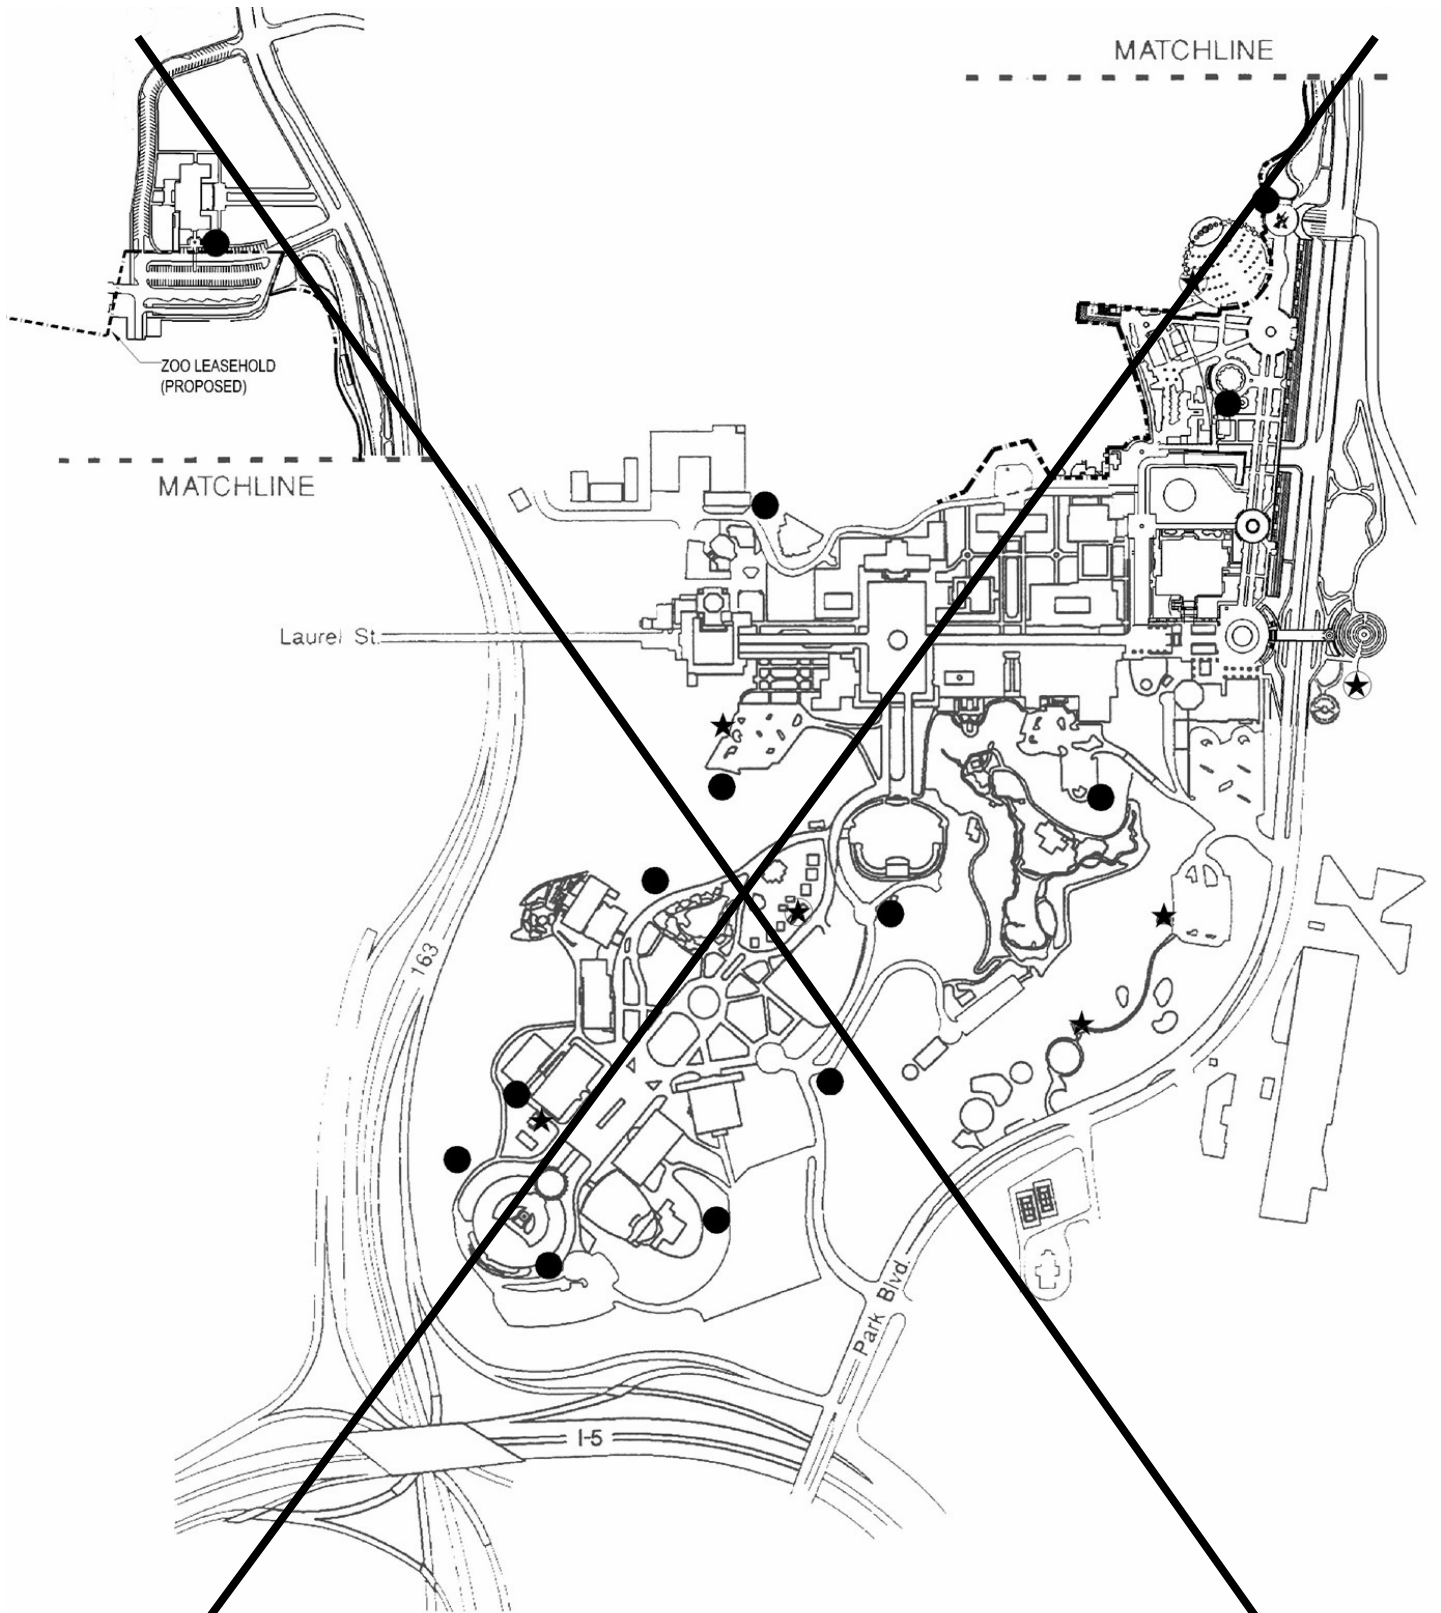 MATCHLINE
ZOO LEASEHOLD
(PROPOSED)
MATCHLINE
Laurel St.
163
Park Blvd.
I-5